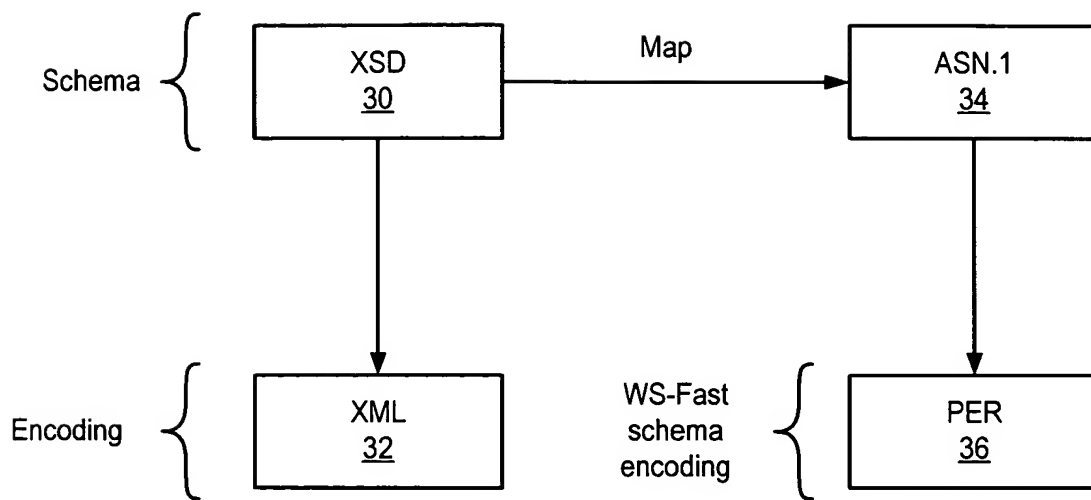 Schema
XSD
30
Map
ASN.1
34
Encoding
XML
32
WS-Fast
schema
encoding
PER
36